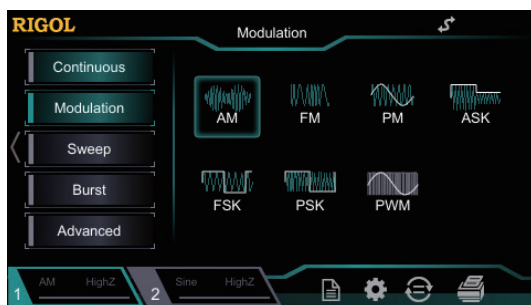 RIGOL
Modulation
Continuous
Modulation
Sweep
Burst
Advanced
AM
FM
PM
ASK
FSK
PSK
PWM
1
AM HighZ
2
Sine HighZ